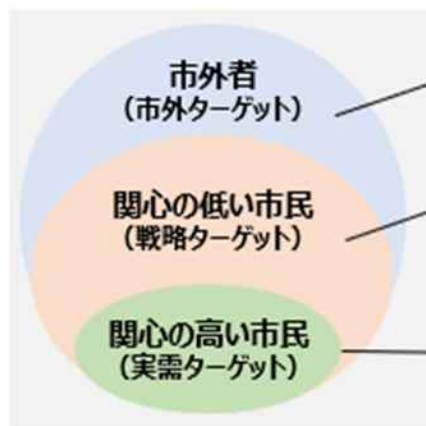 市外者
（市外ターゲット）
関心の低い市民
（戦略ターゲット）
関心の高い市民
（実需ターゲット）